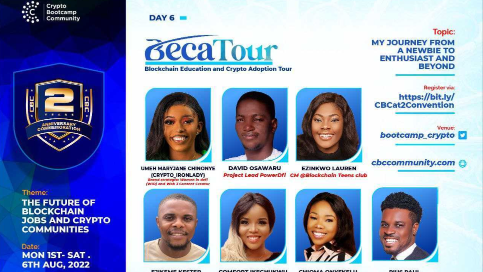 Crypto
Bootcamp
Community
2
ANNIVERSARY
COMMEMORATION
Theme:
THE FUTURE OF
BLOCKCHAIN
JOBS AND CRYPTO
COMMUNITIES
Date:
MON 1ST- SAT .
6TH AUG, 2022
DAY 6
BecaTour
Blockchain Education and Crypto Adoption Tour
UMEH MARYJANE CHINONYE
(CRYPTO_IRONLADY)
DAVID OSAWARU
Project Lead PowerDfi
EZINKWO LAUREN
CM @Blockchain Teens club
Topic:
MY JOURNEY FROM
A NEWBIE TO
ENTHUSIAST AND
BEYOND
Register via:
https://bit.ly/
CBCat2Convention
Venue:
bootcamp_crypto
cbccommunity.com